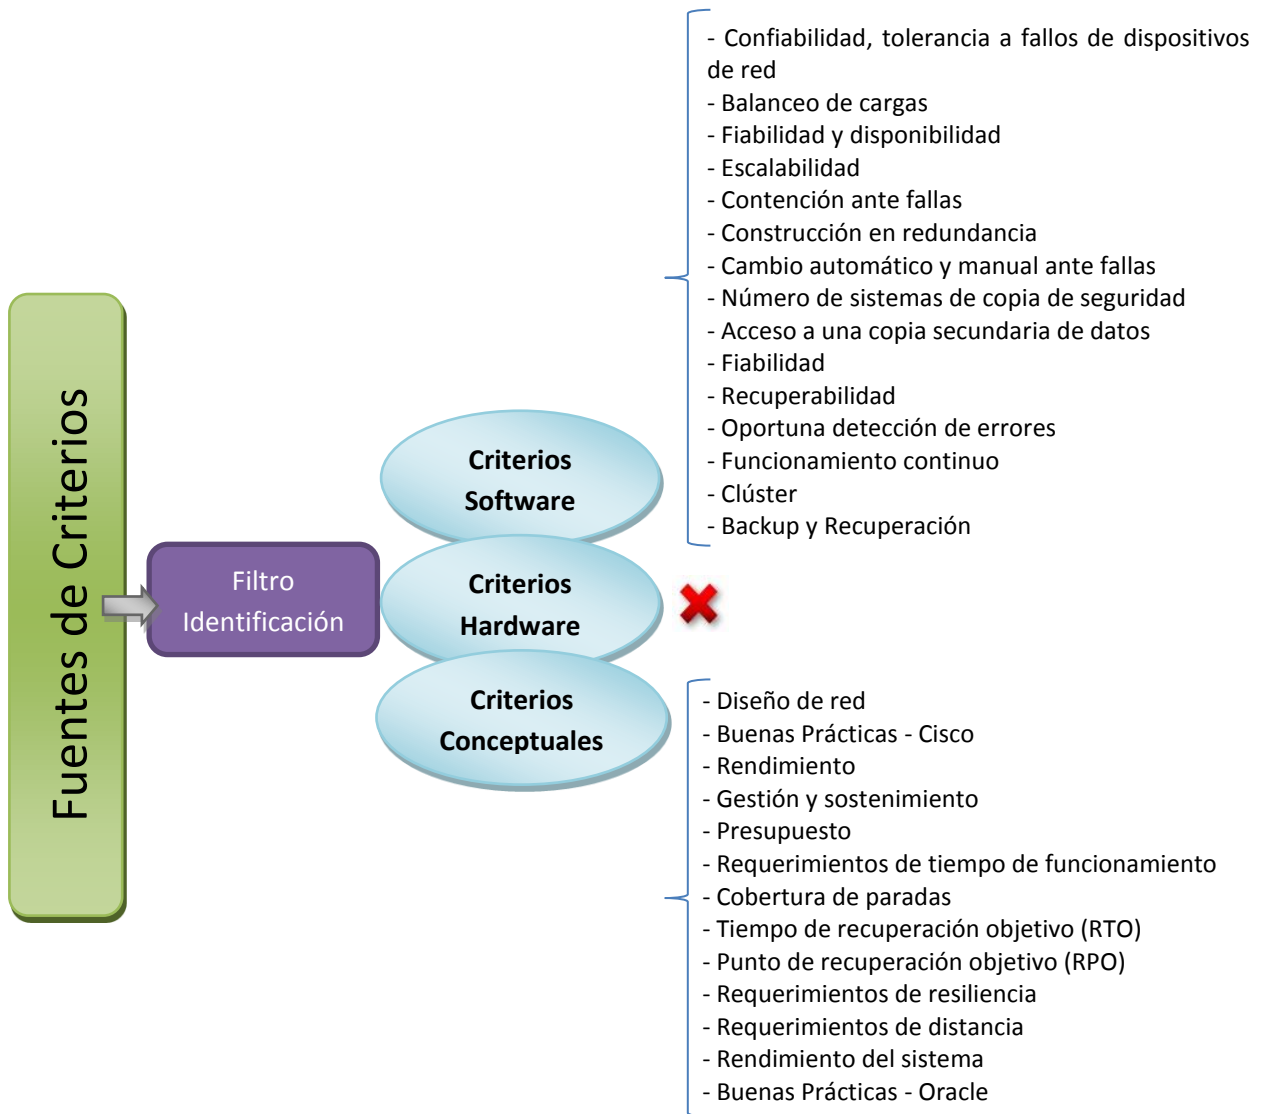 Fuentes de Criterios
Filtro
Identificación
Criterios
Software
- Confiabilidad, tolerancia a fallos de dispositivos
de red
- Balanceo de cargas
- Fiabilidad y disponibilidad
- Escalabilidad
- Contención ante fallas
- Construcción en redundancia
- Cambio automático y manual ante fallas
- Número de sistemas de copia de seguridad
- Acceso a una copia secundaria de datos
- Fiabilidad
- Recuperabilidad
- Oportuna detección de errores
- Funcionamiento continuo
- Clúster
- Backup y Recuperación
Criterios
Hardware
Criterios
Conceptuales
- Diseño de red
- Buenas Prácticas - Cisco
- Rendimiento
- Gestión y sostenimiento
- Presupuesto
- Requerimientos de tiempo de funcionamiento
- Cobertura de paradas
- Tiempo de recuperación objetivo (RTO)
- Punto de recuperación objetivo (RPO)
- Requerimientos de resiliencia
- Requerimientos de distancia
- Rendimiento del sistema
- Buenas Prácticas - Oracle